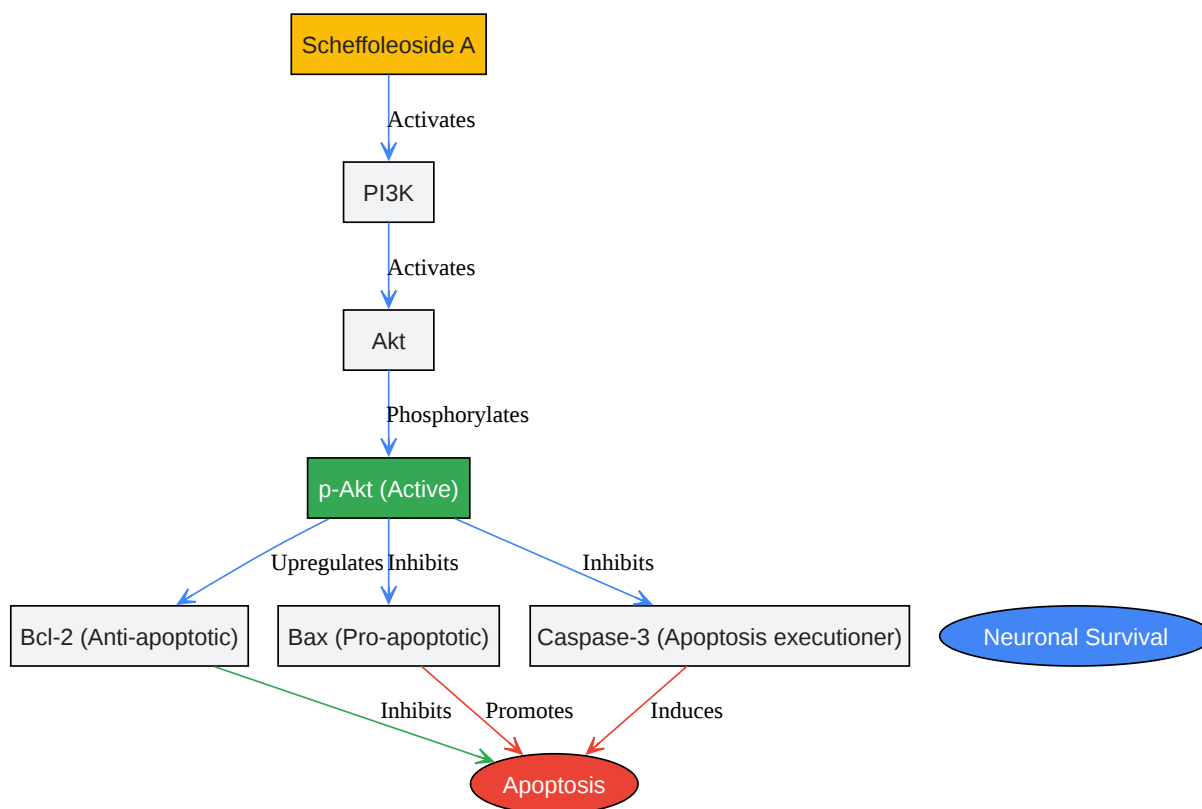 Scheffoleoside A
Activates
PI3K
Activates
Akt
Phosphorylates
p-Akt (Active)
Upregulates
Inhibits
Inhibits
Bcl-2 (Anti-apoptotic)
Bax (Pro-apoptotic)
Caspase-3 (Apoptosis executioner)
Neuronal Survival
Inhibits
Promotes
Induces
Apoptosis